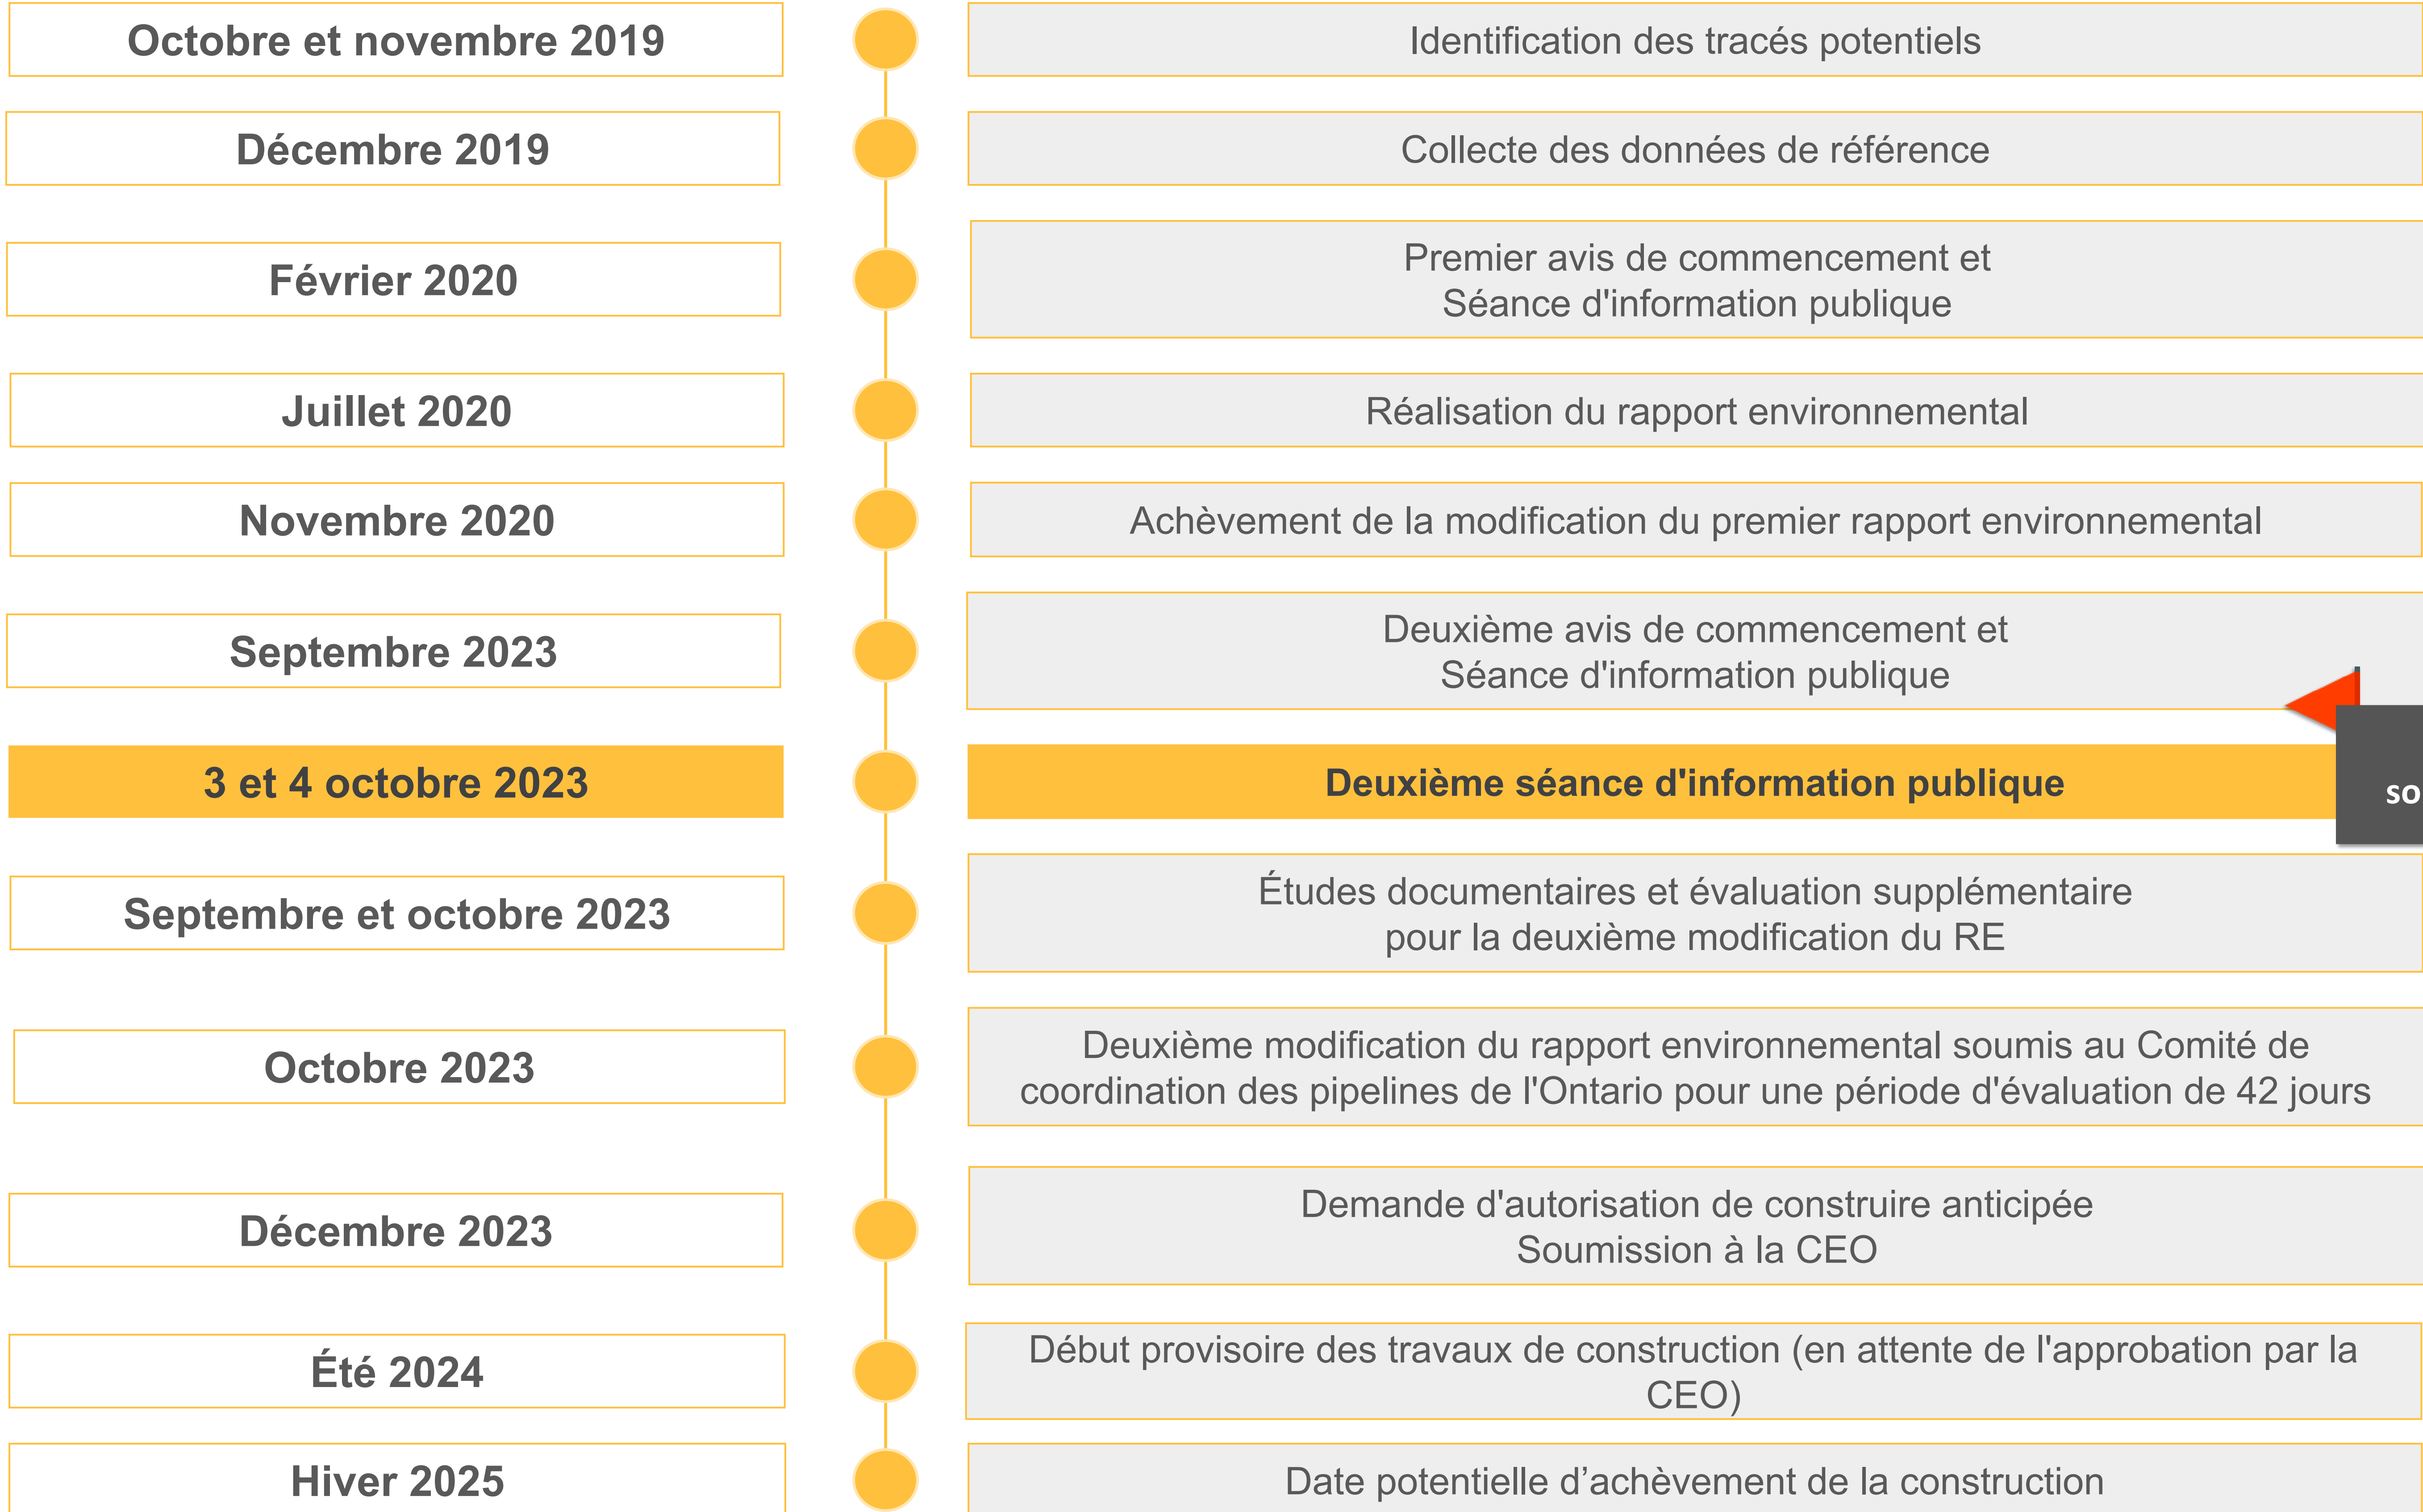 Octobre et novembre 2019
Identification des tracés potentiels
Décembre 2019
Collecte des données de référence
Février 2020
Premier avis de commencement et
Séance d'information publique
Juillet 2020
Réalisation du rapport environnemental
Novembre 2020
Achèvement de la modification du premier rapport environnemental
Septembre 2023
Deuxième avis de commencement et
Séance d'information publique
3 et 4 octobre 2023
Deuxième séance d'information publique
Septembre et octobre 2023
Études documentaires et évaluation supplémentaire
pour la deuxième modification du RE
Octobre 2023
Deuxième modification du rapport environnemental soumis au Comité de
coordination des pipelines de l'Ontario pour une période d'évaluation de 42 jours
Décembre 2023
Demande d'autorisation de construire anticipée
Soumission à la CEO
Été 2024
Début provisoire des travaux de construction (en attente de l'approbation par la
CEO)
Hiver 2025
Date potentielle d’achèvement de la construction